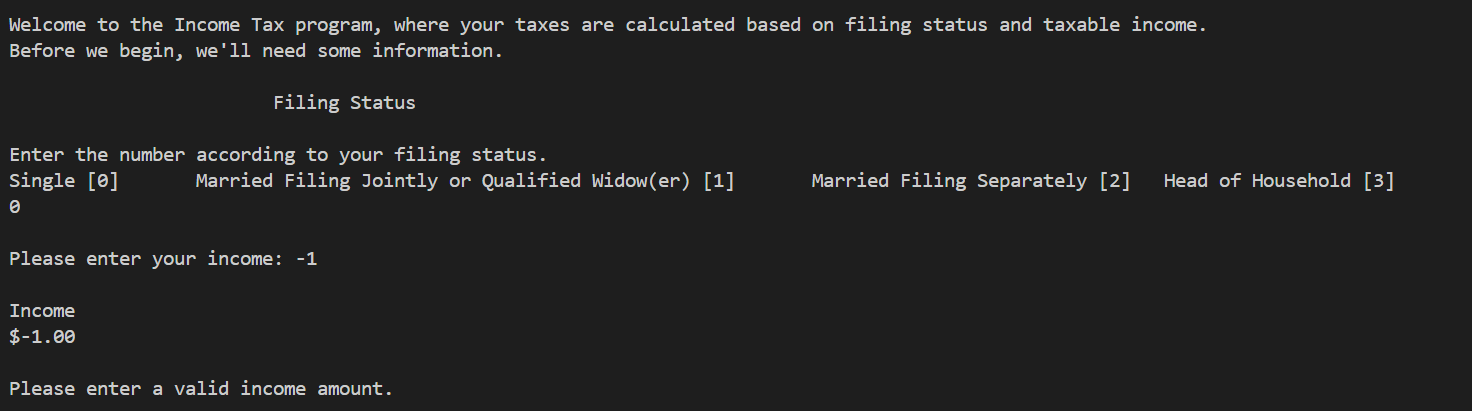 Welcome to the Income Tax program, where your taxes are calculated based on filing status and taxable income.
Before we begin, we'll need some information.
Filing Status
Enter the number according to your filing status.
Single [0]       Married Filing Jointly or Qualified Widow(er) [1]       Married Filing Separately [2]   Head of Household [3]
0
Please enter your income: -1
Income
$-1.00
Please enter a valid income amount.